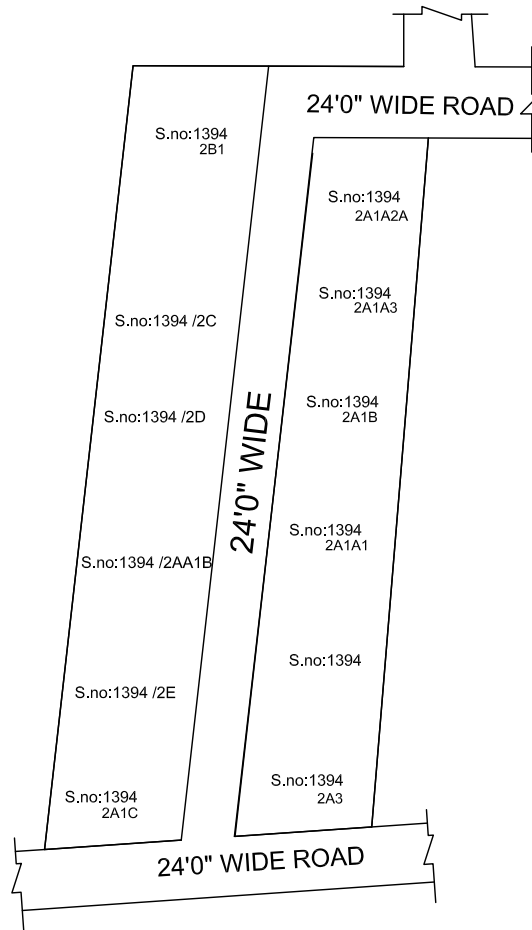 24'0" WIDE ROAD
S.no:1394
2B1
S.no:1394 /2C
S.no:1394 /2D
S.no:1394 /2AA1B
S.no:1394 /2E
S.no:1394
2A1C
24'0" WIDE
S.no:1394
2A1A2A
S.no:1394
2A1A3
S.no:1394
2A1B
S.no:1394
2A1A1
S.no:1394
S.no:1394
2A3
24'0" WIDE ROAD